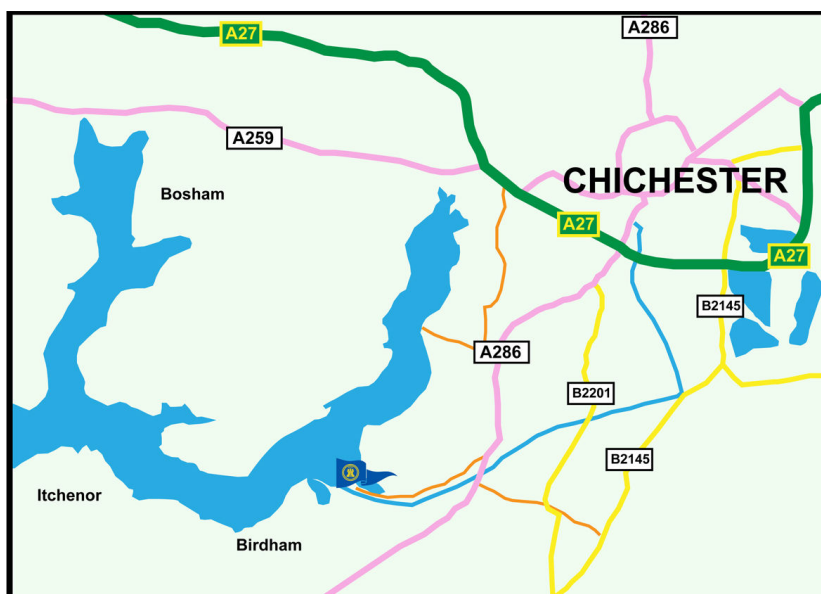 A286
A27
A259
CHICHESTER
Bosham
A27
A27
B2145
A286
B2201
B2145
Itchenor
Birdham